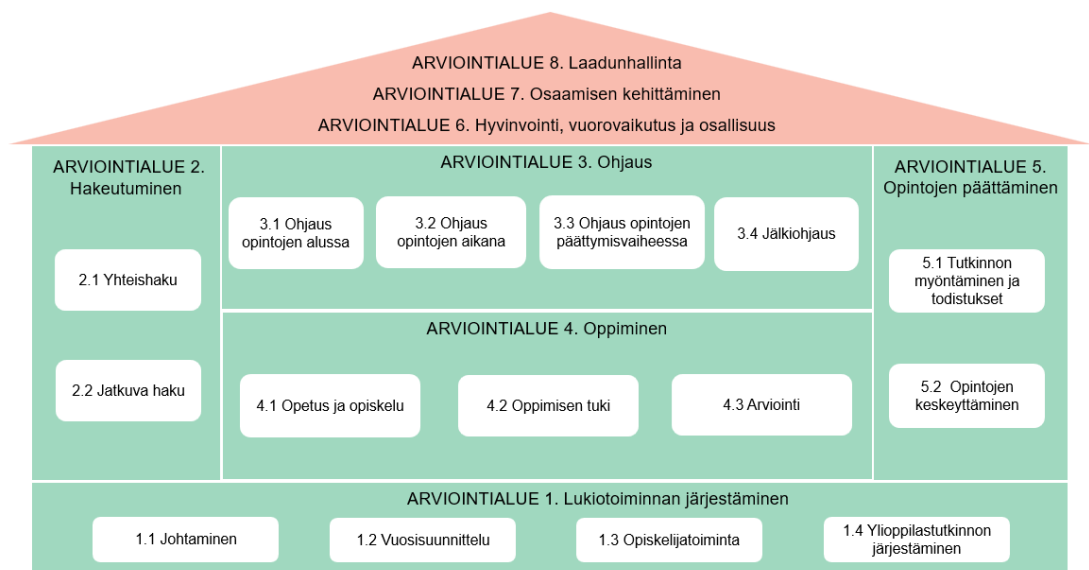 ARVIOINTIALUE 8. Laadunhallinta
ARVIOINTIALUE 7. Osaamisen kehittäminen
ARVIOINTIALUE 6. Hyvinvointi, vuorovaikutus ja osallisuus
ARVIOINTIALUE 2.
Hakeutuminen
2.1 Yhteishaku
2.2 Jatkuva haku
ARVIOINTIALUE 3. Ohjaus
3.1 Ohjaus
opintojen alussa
3.2 Ohjaus
opintojen aikana
3.3 Ohjaus opintojen
päättymisvaiheessa
3.4 Jälkiohjaus
ARVIOINTIALUE 4. Oppiminen
4.1 Opetus ja opiskelu
4.2 Oppimisen tuki
4.3 Arviointi
ARVIOINTIALUE 5.
Opintojen päättäminen
5.1 Tutkinnon
myöntäminen ja
todistukset
5.2 Opintojen
keskeyttäminen
ARVIOINTIALUE 1. Lukiotoiminnan järjestäminen
1.1 Johtaminen
1.2 Vuosisuunnittelu
1.3 Opiskelijatoiminta
1.4 Ylioppilastutkinnon
järjestäminen